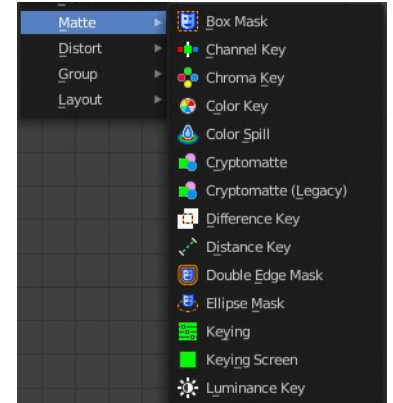 Matte
Distort
Group
Layout
Box Mask
Channel Key
Chroma Key
Color Key
Color Spill
Cryptomatte
Cryptomatte (Legacy)
Difference Key
Distance Key
Double Edge Mask
Ellipse Mask
Keying
Keying Screen
Luminance Key